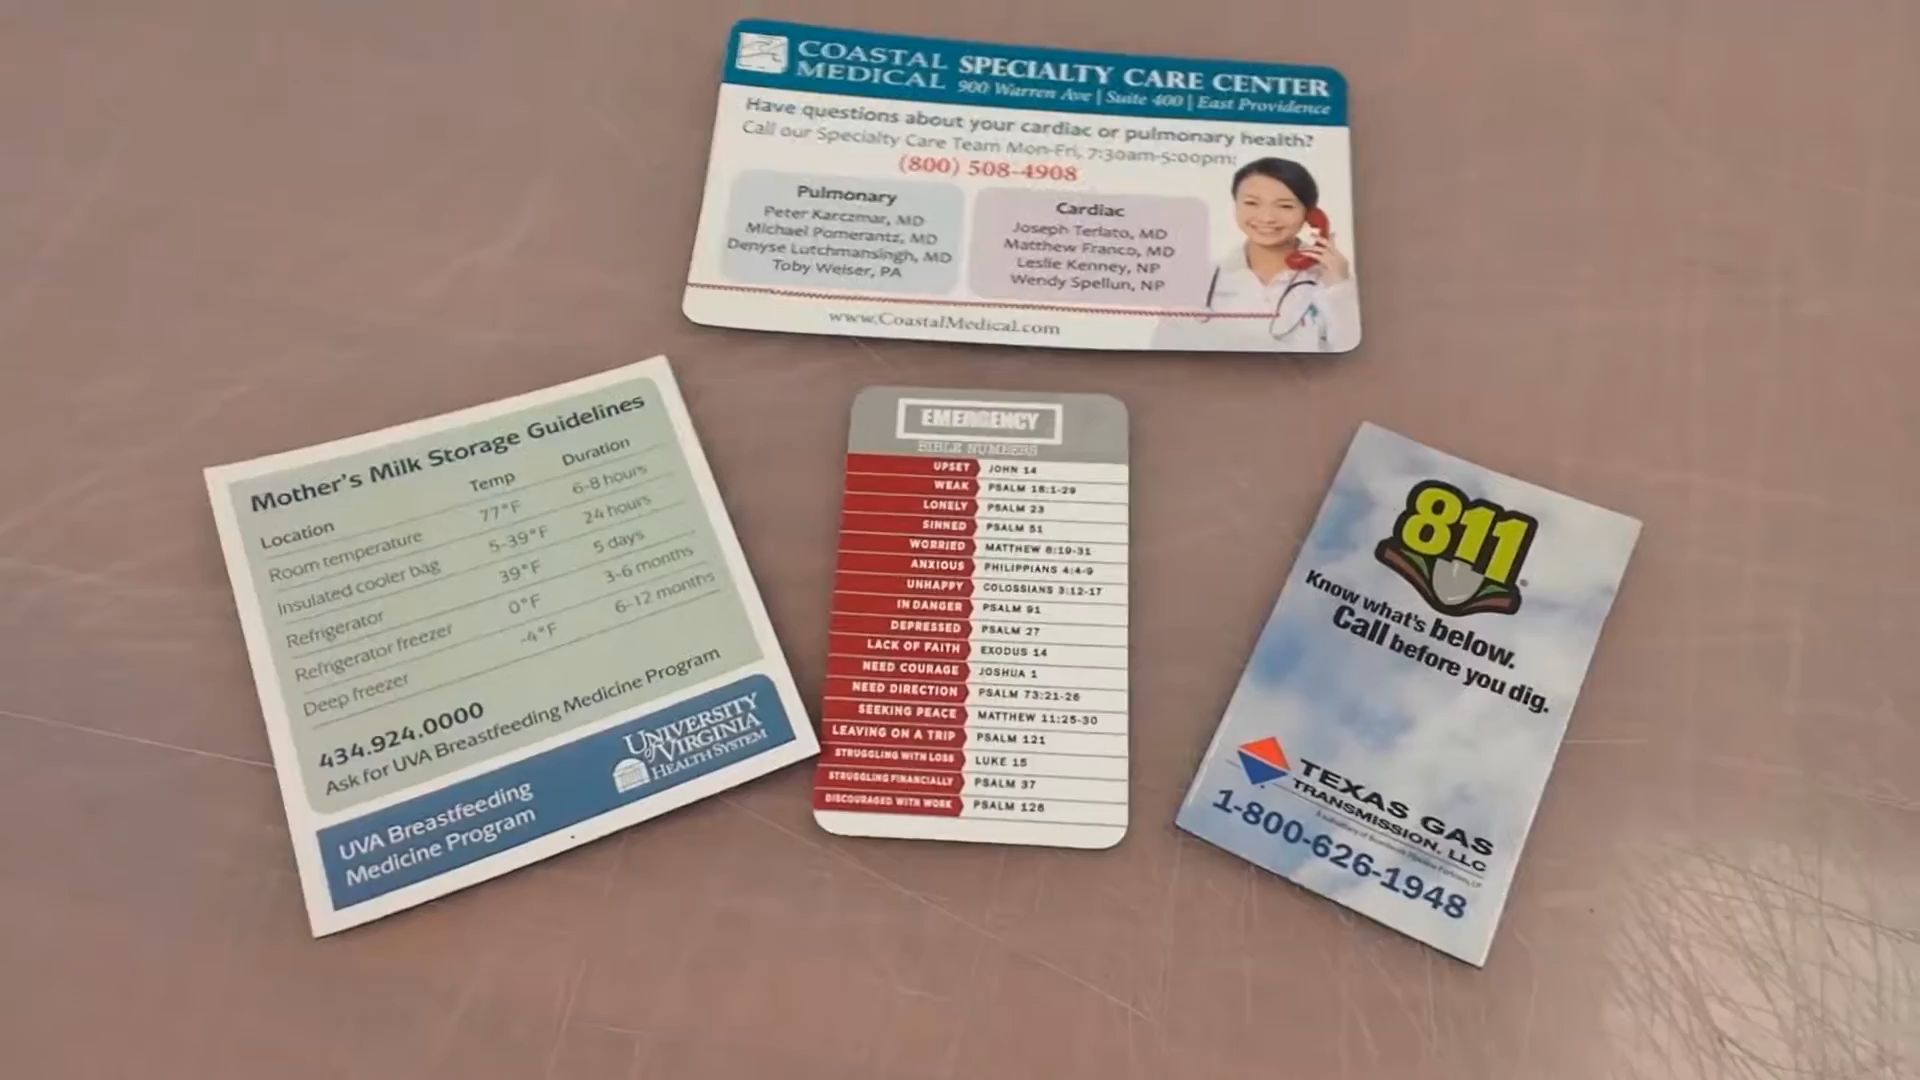 COASTAL MEDICAL SPECIALTY CARE CENTER
900 Warren Ave | Suite 400 | East Providence
Have questions about your cardiac or pulmonary health?
Call our Specialty Care Team Mon-Fri, 7:30am-5:00pm:
(800) 508-4908
Pulmonary
Peter Karczmar, MD
Michael Pomerantz, MD
Denyse Lutchmansingh, MD
Toby Weiser, PA
Cardiac
Joseph Terlato, MD
Matthew Franco, MD
Leslie Kenney, NP
Wendy Spellun, NP
www.CoastalMedical.com
Mother's Milk Storage Guidelines
Location Temp Duration
Room temperature 77°F 6-8 hours
Insulated cooler bag 5-39°F 24 hours
Refrigerator 39°F 5 days
Refrigerator freezer 0°F 3-6 months
Deep freezer -4°F 6-12 months
434.924.0000
Ask for UVA Breastfeeding Medicine Program
UVA Breastfeeding
Medicine Program
UNIVERSITY
of VIRGINIA
HEALTH SYSTEM
EMERGENCY
BIBLE NUMBERS
UPSET JOHN 14
WEAK PSALM 18:1-29
LONELY PSALM 23
SINNED PSALM 51
WORRIED MATTHEW 8:19-31
ANXIOUS PHILIPPIANS 4:4-9
UNHAPPY COLOSSIANS 3:12-17
IN DANGER PSALM 91
DEPRESSED PSALM 27
LACK OF FAITH EXODUS 14
NEED COURAGE JOSHUA 1
NEED DIRECTION PSALM 73:21-26
SEEKING PEACE MATTHEW 11:25-30
LEAVING ON A TRIP PSALM 121
STRUGGLING WITH LOSS LUKE 15
STRUGGLING FINANCIALLY PSALM 37
DISCOURAGED WITH WORK PSALM 126
811
Know what's below.
Call before you dig.
TEXAS GAS
TRANSMISSION, LLC
A subsidiary of Boardwalk Pipeline Partners, LP
1-800-626-1948